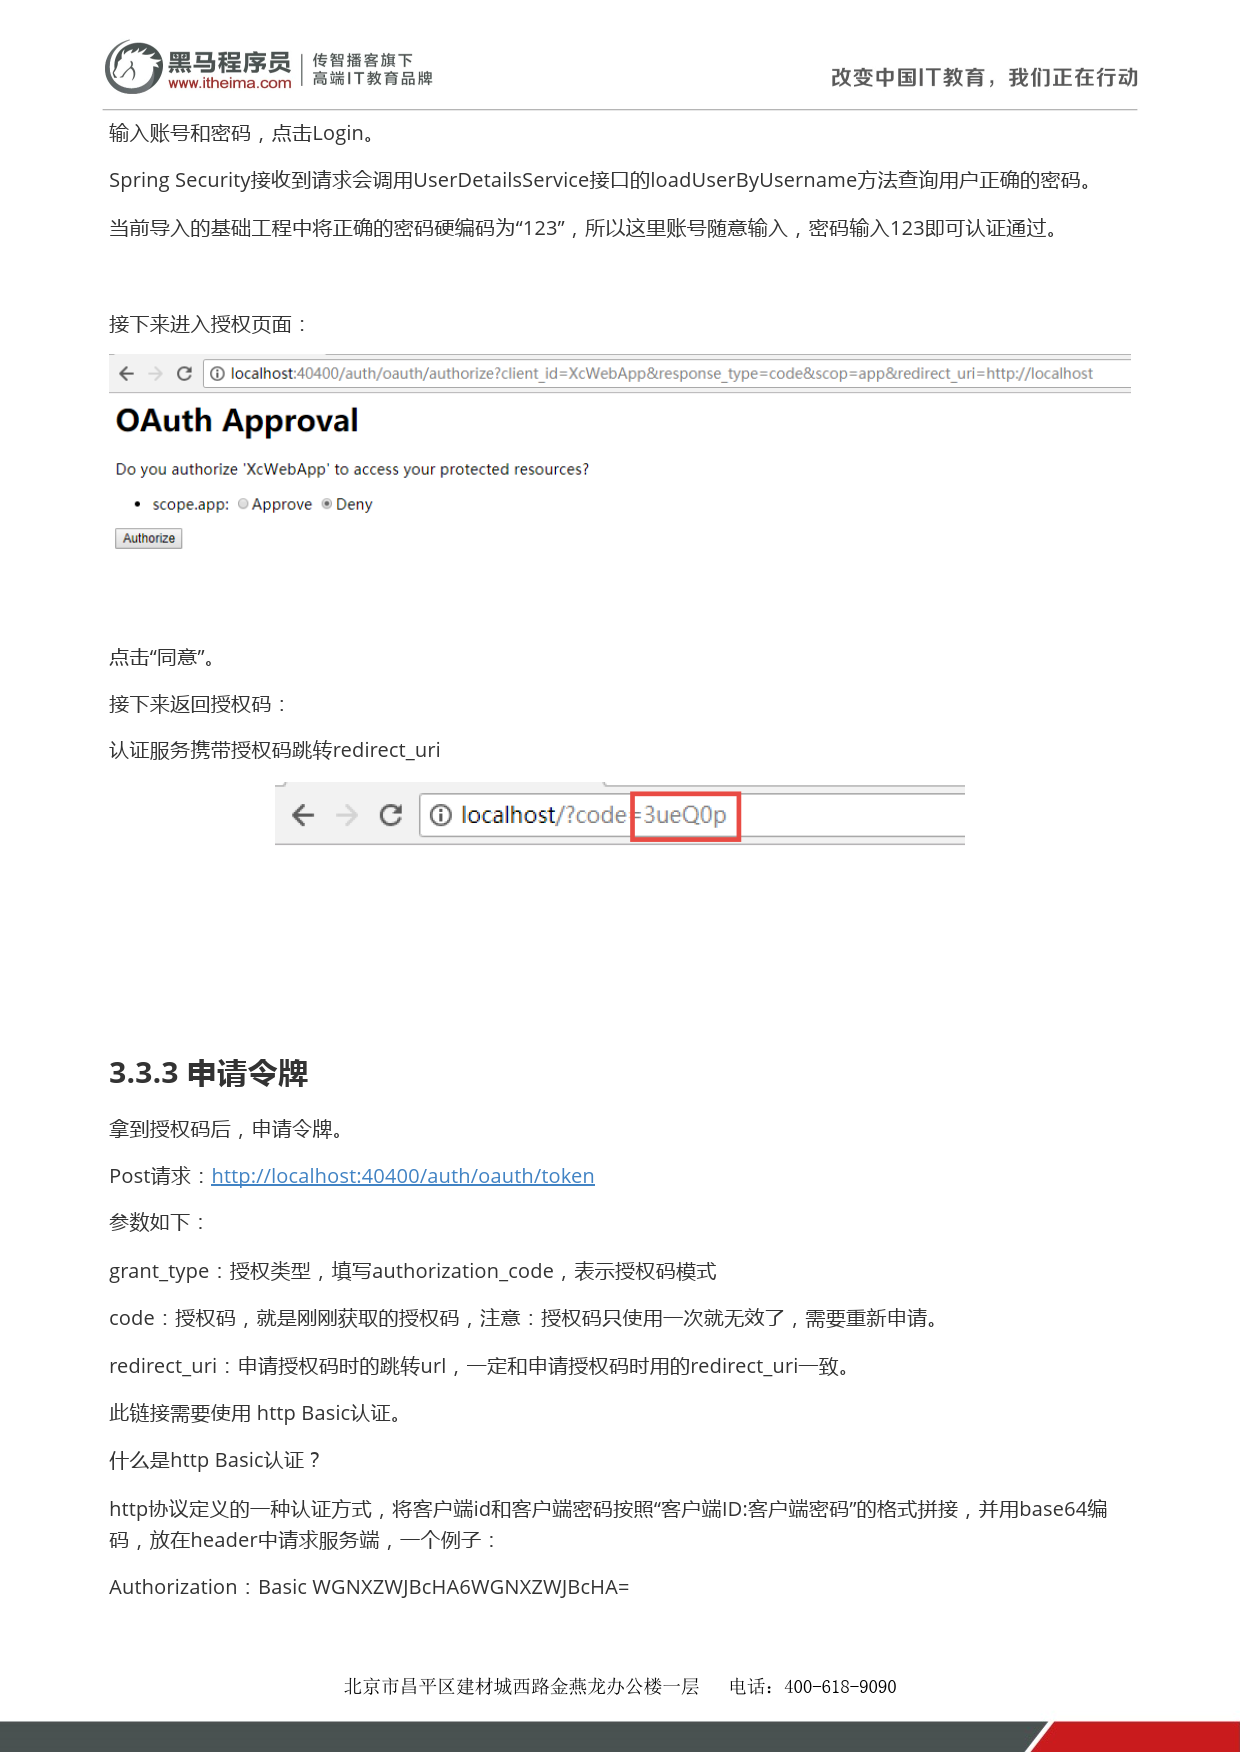 黑马程序员
www.itheima.com
传智播客旗下
高端IT教育品牌
改变中国IT教育，我们正在行动
输入账号和密码，点击Login。
Spring Security接收到请求会调用UserDetailsService接口的loadUserByUsername方法查询用户正确的密码。
当前导入的基础工程中将正确的密码硬编码为“123”，所以这里账号随意输入，密码输入123即可认证通过。
接下来进入授权页面：
localhost:40400/auth/oauth/authorize?client_id=XcWebApp&response_type=code&scop=app&redirect_uri=http://localhost
OAuth Approval
Do you authorize 'XcWebApp' to access your protected resources?
• scope.app: Approve Deny
Authorize
点击“同意”。
接下来返回授权码：
认证服务携带授权码跳转redirect_uri
localhost/?code=3ueQ0p
3.3.3 申请令牌
拿到授权码后，申请令牌。
Post请求：http://localhost:40400/auth/oauth/token
参数如下：
grant_type：授权类型，填写authorization_code，表示授权码模式
code：授权码，就是刚刚获取的授权码，注意：授权码只使用一次就无效了，需要重新申请。
redirect_uri：申请授权码时的跳转url，一定和申请授权码时用的redirect_uri一致。
此链接需要使用 http Basic认证。
什么是http Basic认证？
http协议定义的一种认证方式，将客户端id和客户端密码按照“客户端ID:客户端密码”的格式拼接，并用base64编
码，放在header中请求服务端，一个例子：
Authorization：Basic WGNXZWJBcHA6WGNXZWJBcHA=
北京市昌平区建材城西路金燕龙办公楼一层 电话：400-618-9090